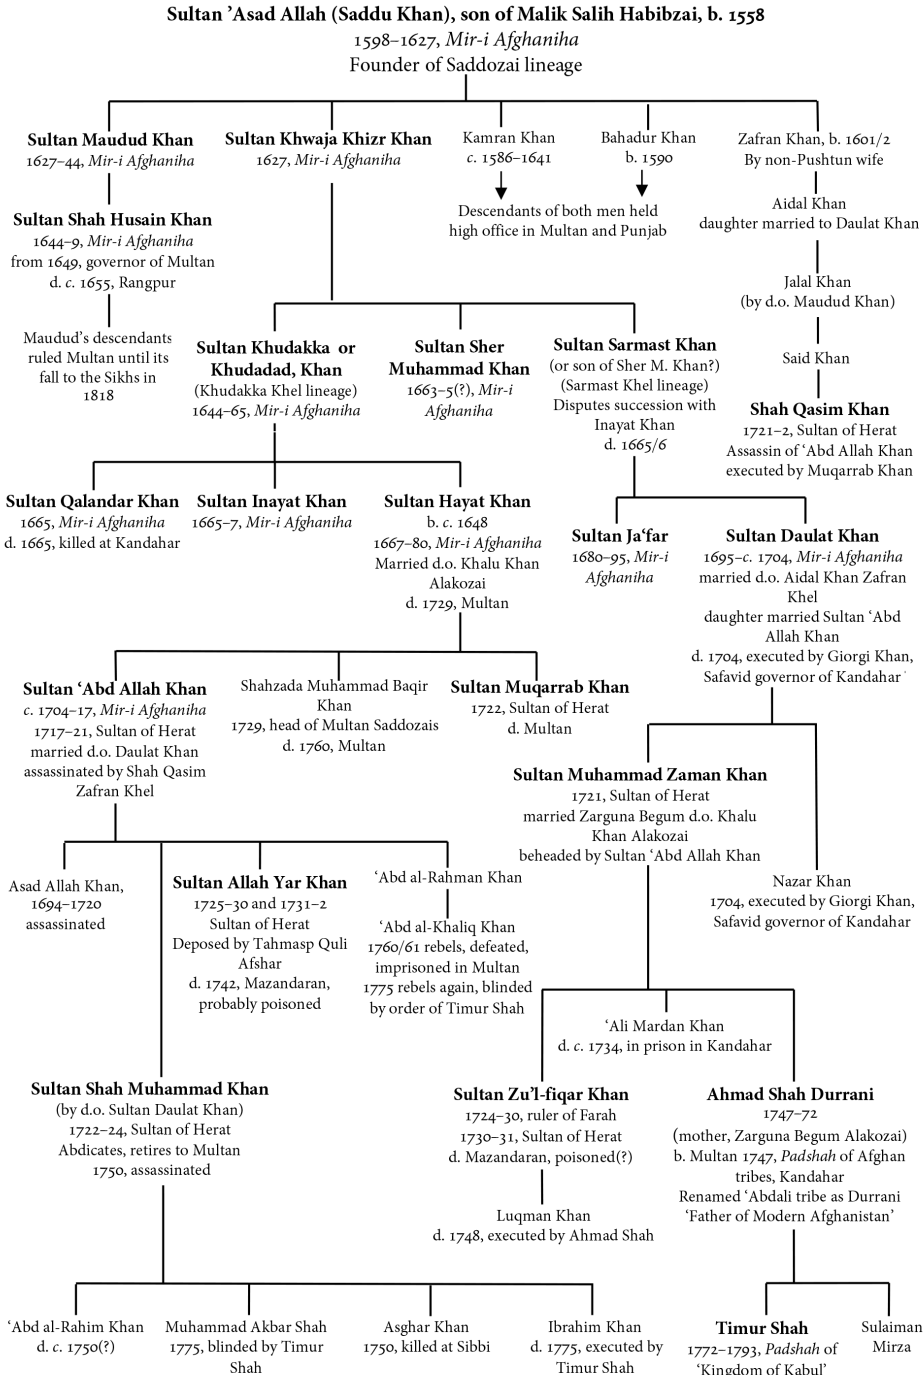 Sultan ’Asad Allah (Saddu Khan), son of Malik Salih Habibzai, b. 1558
1598–1627, Mir-i Afghaniha
Founder of Saddozai lineage
Sultan Maudud Khan
1627–44, Mir-i Afghaniha
Sultan Khwaja Khizr Khan
1627, Mir-i Afghaniha
Kamran Khan
c. 1586–1641
Bahadur Khan
b. 1590
Zafran Khan, b. 1601/2
By non-Pushtun wife
Descendants of both men held
high office in Multan and Punjab
Aidal Khan
daughter married to Daulat Khan
Sultan Shah Husain Khan
1644–9, Mir-i Afghaniha
from 1649, governor of Multan
d. c. 1655, Rangpur
Jalal Khan
(by d.o. Maudud Khan)
Maudud’s descendants
ruled Multan until its
fall to the Sikhs in
1818
Said Khan
Sultan Khudakka or
Khudadad, Khan
(Khudakka Khel lineage)
1644–65, Mir-i Afghaniha
Sultan Sher
Muhammad Khan
1663–5(?), Mir-i
Afghaniha
Sultan Sarmast Khan
(or son of Sher M. Khan?)
(Sarmast Khel lineage)
Disputes succession with
Inayat Khan
d. 1665/6
Shah Qasim Khan
1721–2, Sultan of Herat
Assassin of ‘Abd Allah Khan
executed by Muqarrab Khan
Sultan Qalandar Khan
1665, Mir-i Afghaniha
d. 1665, killed at Kandahar
Sultan Inayat Khan
1665–7, Mir-i Afghaniha
Sultan Hayat Khan
b. c. 1648
1667–80, Mir-i Afghaniha
Married d.o. Khalu Khan
Alakozai
d. 1729, Multan
Sultan Ja‘far
1680–95, Mir-i
Afghaniha
Sultan Daulat Khan
1695–c. 1704, Mir-i Afghaniha
married d.o. Aidal Khan Zafran
Khel
daughter married Sultan ‘Abd
Allah Khan
d. 1704, executed by Giorgi Khan,
Safavid governor of Kandahar
Sultan ‘Abd Allah Khan
c. 1704–17, Mir-i Afghaniha
1717–21, Sultan of Herat
married d.o. Daulat Khan
assassinated by Shah Qasim
Zafran Khel
Shahzada Muhammad Baqir
Khan
1729, head of Multan Saddozais
d. 1760, Multan
Sultan Muqarrab Khan
1722, Sultan of Herat
d. Multan
Sultan Muhammad Zaman Khan
1721, Sultan of Herat
married Zarguna Begum d.o. Khalu
Khan Alakozai
beheaded by Sultan ‘Abd Allah Khan
Nazar Khan
1704, executed by Giorgi Khan,
Safavid governor of Kandahar
Asad Allah Khan,
1694–1720
assassinated
Sultan Allah Yar Khan
1725–30 and 1731–2
Sultan of Herat
Deposed by Tahmasp Quli
Afshar
d. 1742, Mazandaran,
probably poisoned
‘Abd al-Rahman Khan
‘Abd al-Khaliq Khan
1760/61 rebels, defeated,
imprisoned in Multan
1775 rebels again, blinded
by order of Timur Shah
‘Ali Mardan Khan
d. c. 1734, in prison in Kandahar
Sultan Shah Muhammad Khan
(by d.o. Sultan Daulat Khan)
1722–24, Sultan of Herat
Abdicates, retires to Multan
1750, assassinated
Sultan Zu’l-fiqar Khan
1724–30, ruler of Farah
1730–31, Sultan of Herat
d. Mazandaran, poisoned(?)
Ahmad Shah Durrani
1747–72
(mother, Zarguna Begum Alakozai)
b. Multan 1747, Padshah of Afghan
tribes, Kandahar
Renamed ‘Abdali tribe as Durrani
‘Father of Modern Afghanistan’
Luqman Khan
d. 1748, executed by Ahmad Shah
‘Abd al-Rahim Khan
d. c. 1750(?)
Muhammad Akbar Shah
1775, blinded by Timur
Shah
Asghar Khan
1750, killed at Sibbi
Ibrahim Khan
d. 1775, executed by
Timur Shah
Timur Shah
1772–1793, Padshah of
‘Kingdom of Kabul’
Sulaiman
Mirza